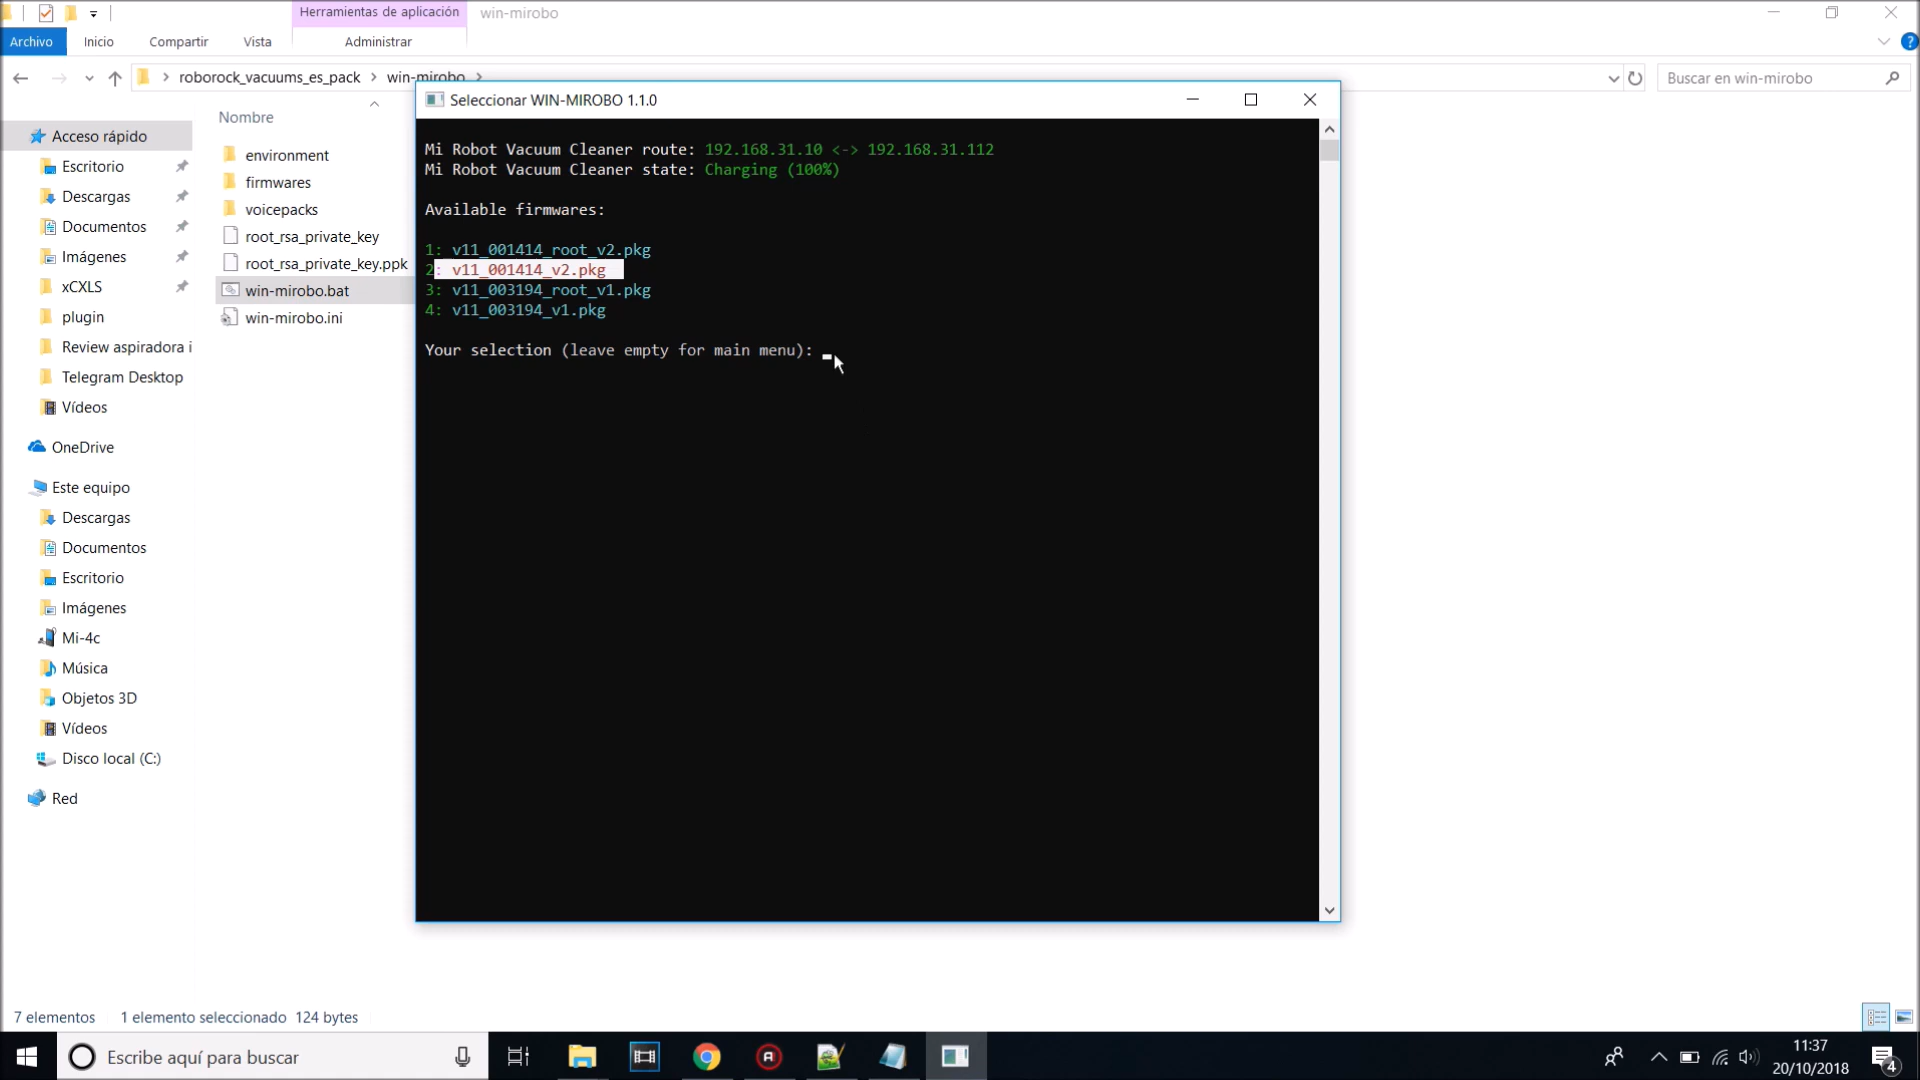 Herramientas de aplicación
win-mirobo
Archivo
Inicio
Compartir
Vista
Administrar
?
roborock_vacuums_es_pack
win-mirobo
Buscar en win-mirobo
Acceso rápido
Escritorio
Descargas
Documentos
Imágenes
xCXLS
plugin
Review aspiradora i
Telegram Desktop
Vídeos
OneDrive
Este equipo
Descargas
Documentos
Escritorio
Imágenes
Mi-4c
Música
Objetos 3D
Vídeos
Disco local (C:)
Red
Nombre
environment
firmwares
voicepacks
root_rsa_private_key
root_rsa_private_key.ppk
win-mirobo.bat
win-mirobo.ini
Seleccionar WIN-MIROBO 1.1.0
Mi Robot Vacuum Cleaner route: 192.168.31.10 <-> 192.168.31.112
Mi Robot Vacuum Cleaner state: Charging (100%)
Available firmwares:
1: v11_001414_root_v2.pkg
2: v11_001414_v2.pkg
3: v11_003194_root_v1.pkg
4: v11_003194_v1.pkg
Your selection (leave empty for main menu):
7 elementos
1 elemento seleccionado 124 bytes
Escribe aquí para buscar
11:37
20/10/2018
4